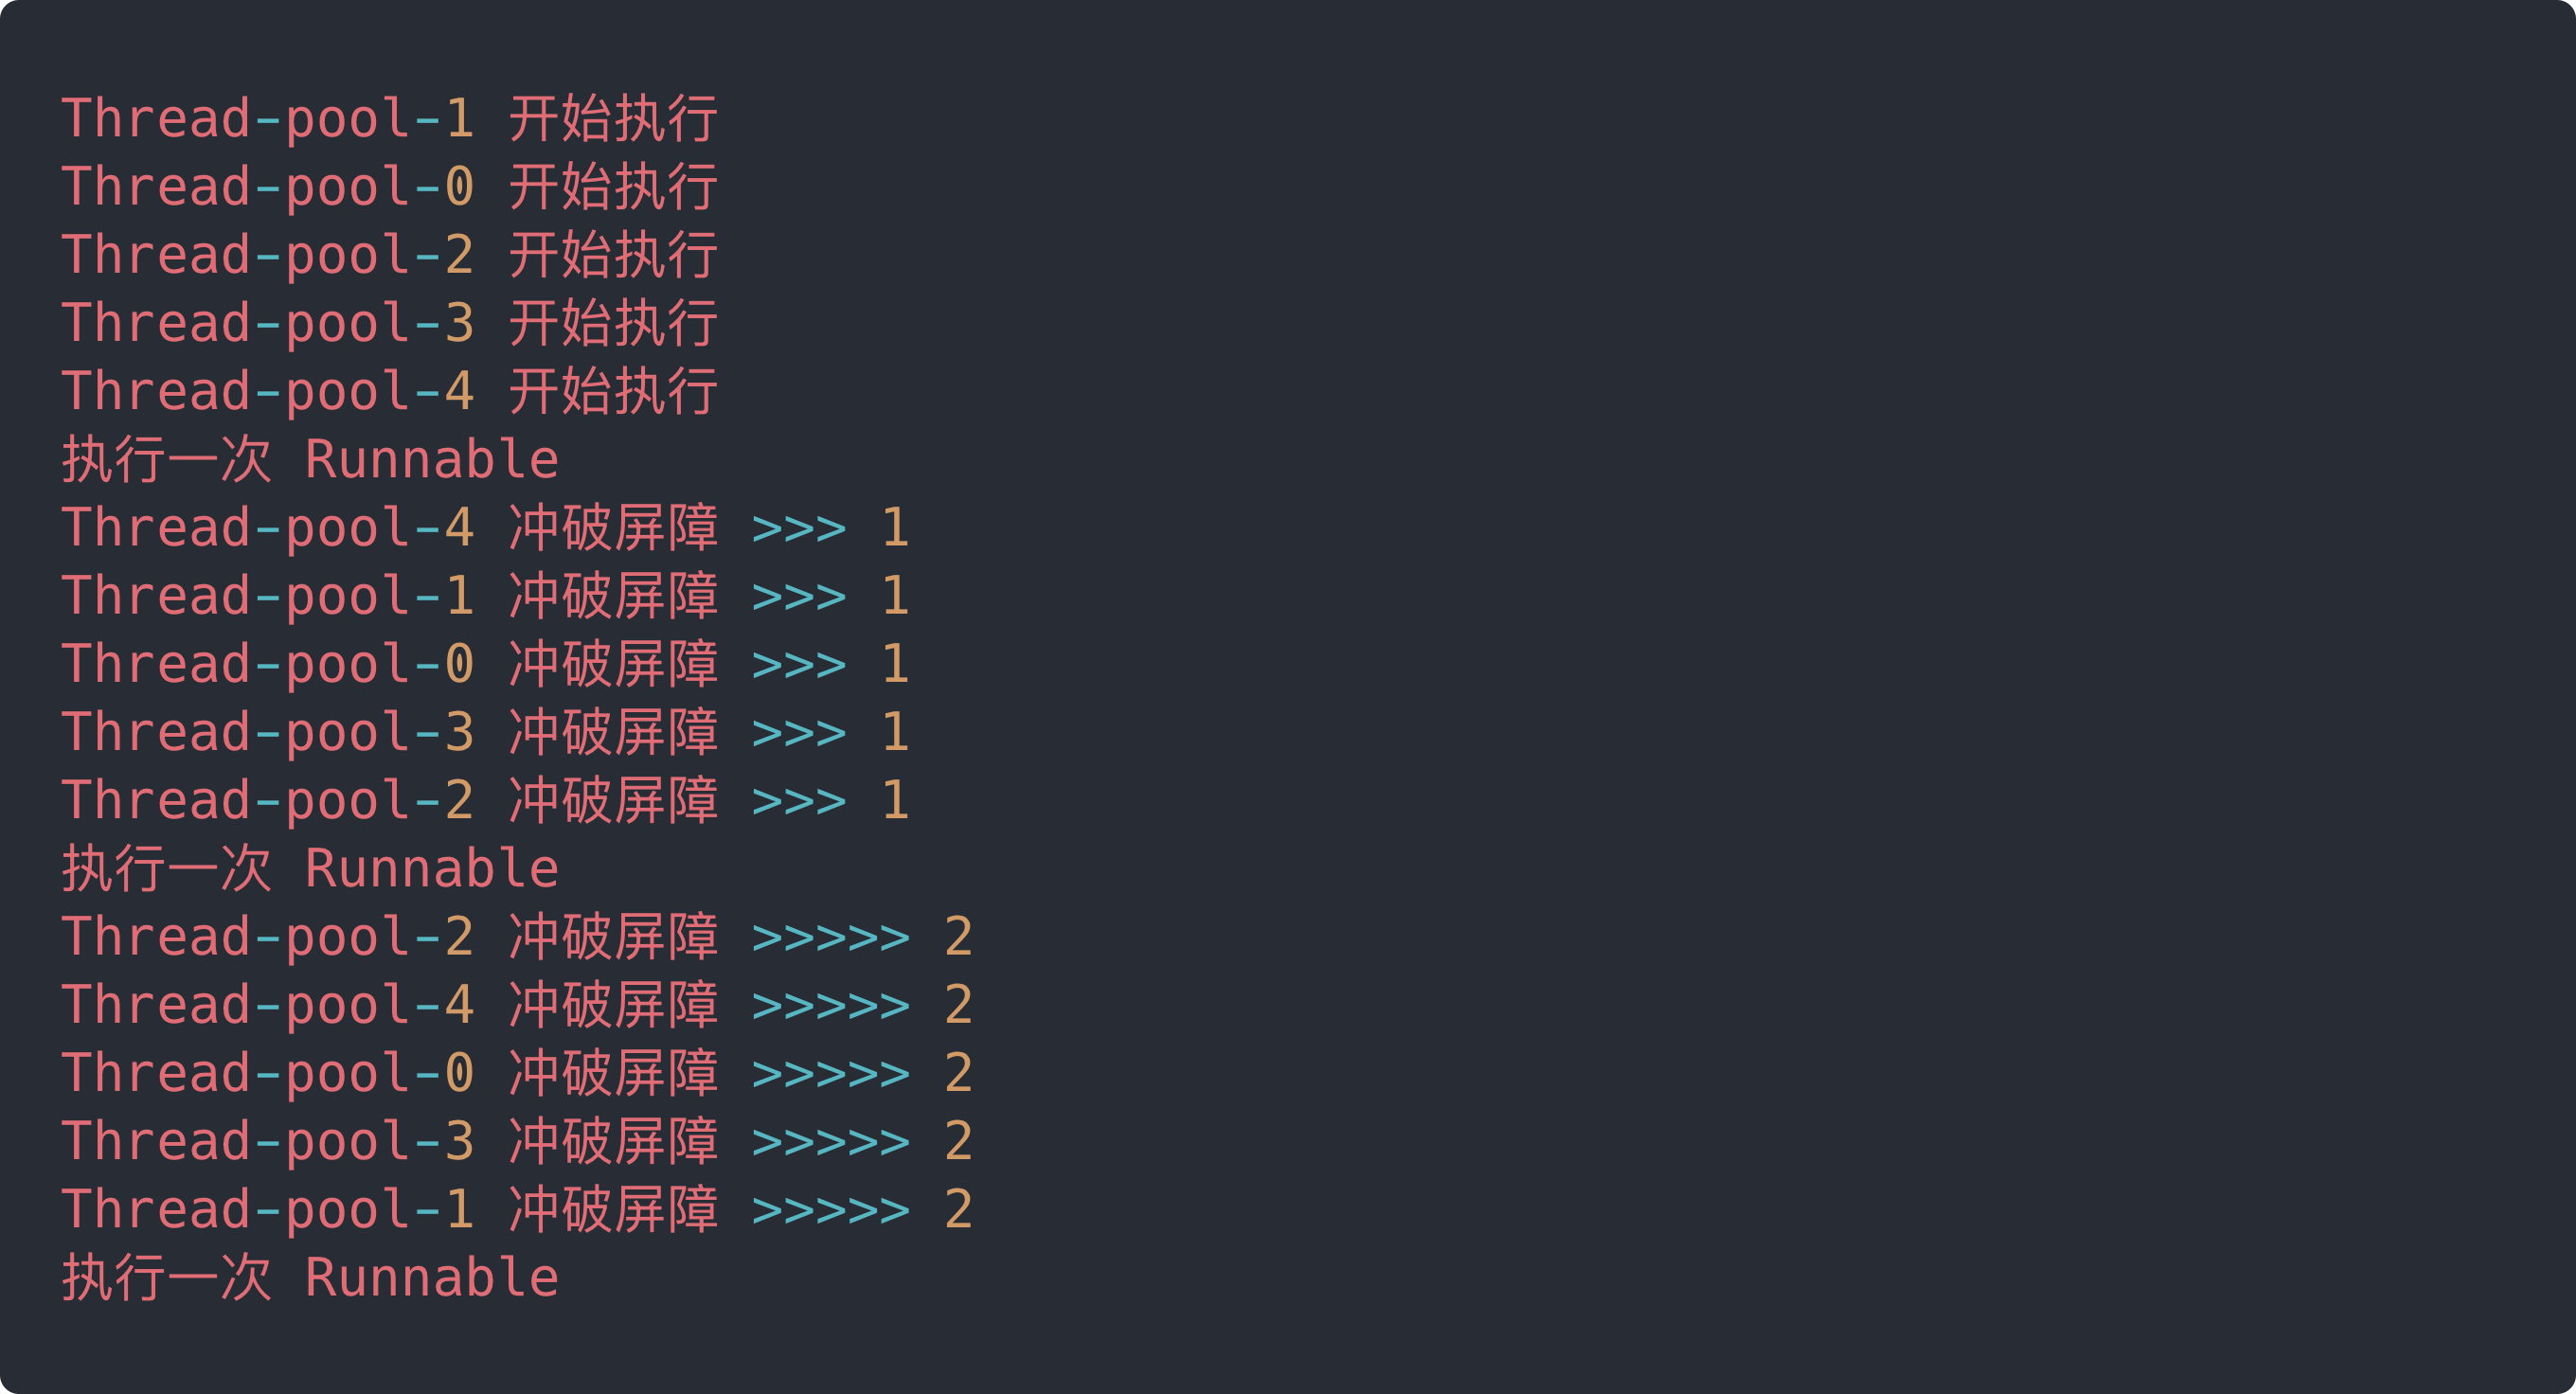 Thread-pool-1 开始执行
Thread-pool-0 开始执行
Thread-pool-2 开始执行
Thread-pool-3 开始执行
Thread-pool-4 开始执行
执行一次 Runnable
Thread-pool-4 冲破屏障 >>> 1
Thread-pool-1 冲破屏障 >>> 1
Thread-pool-0 冲破屏障 >>> 1
Thread-pool-3 冲破屏障 >>> 1
Thread-pool-2 冲破屏障 >>> 1
执行一次 Runnable
Thread-pool-2 冲破屏障 >>>>> 2
Thread-pool-4 冲破屏障 >>>>> 2
Thread-pool-0 冲破屏障 >>>>> 2
Thread-pool-3 冲破屏障 >>>>> 2
Thread-pool-1 冲破屏障 >>>>> 2
执行一次 Runnable